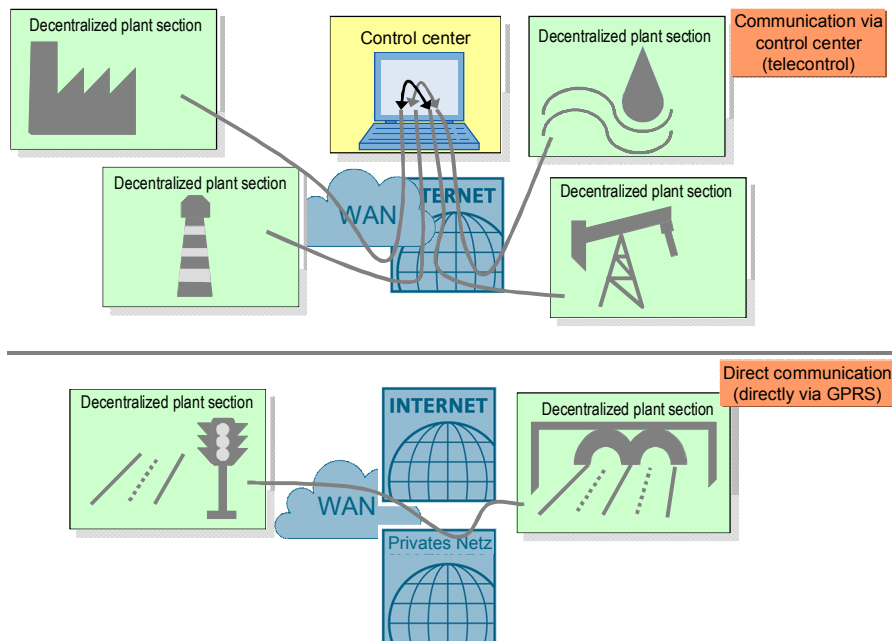 Decentralized plant section
Control center
Decentralized plant section
Communication via
control center
(telecontrol)
Decentralized plant section
Decentralized plant section
WAN
TERNET
Direct communication
(directly via GPRS)
Decentralized plant section
INTERNET
Decentralized plant section
WAN
Privates Netz